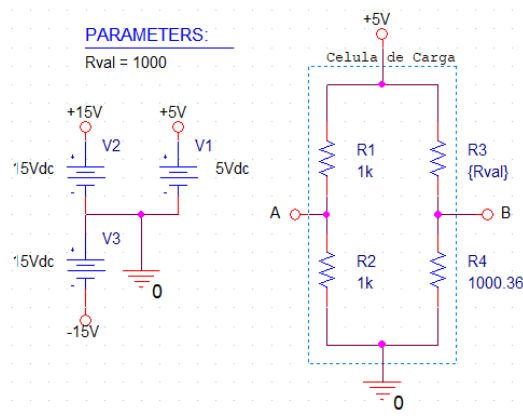 PARAMETERS:
Rval = 1000
+15V
+5V
V2
V1
15Vdc
5Vdc
V3
15Vdc
0
-15V
+5V
Celula de Carga
R1
1k
R3
{Rval}
A
B
R2
1k
R4
1000.36
0